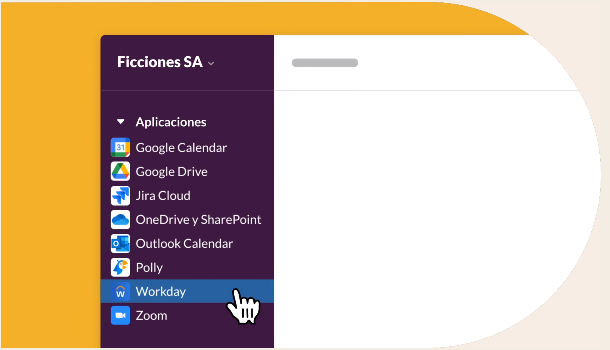 Ficciones SA
Aplicaciones
31
Google Calendar
Google Drive
Jira Cloud
OneDrive y SharePoint
Outlook Calendar
Polly
Workday
Zoom